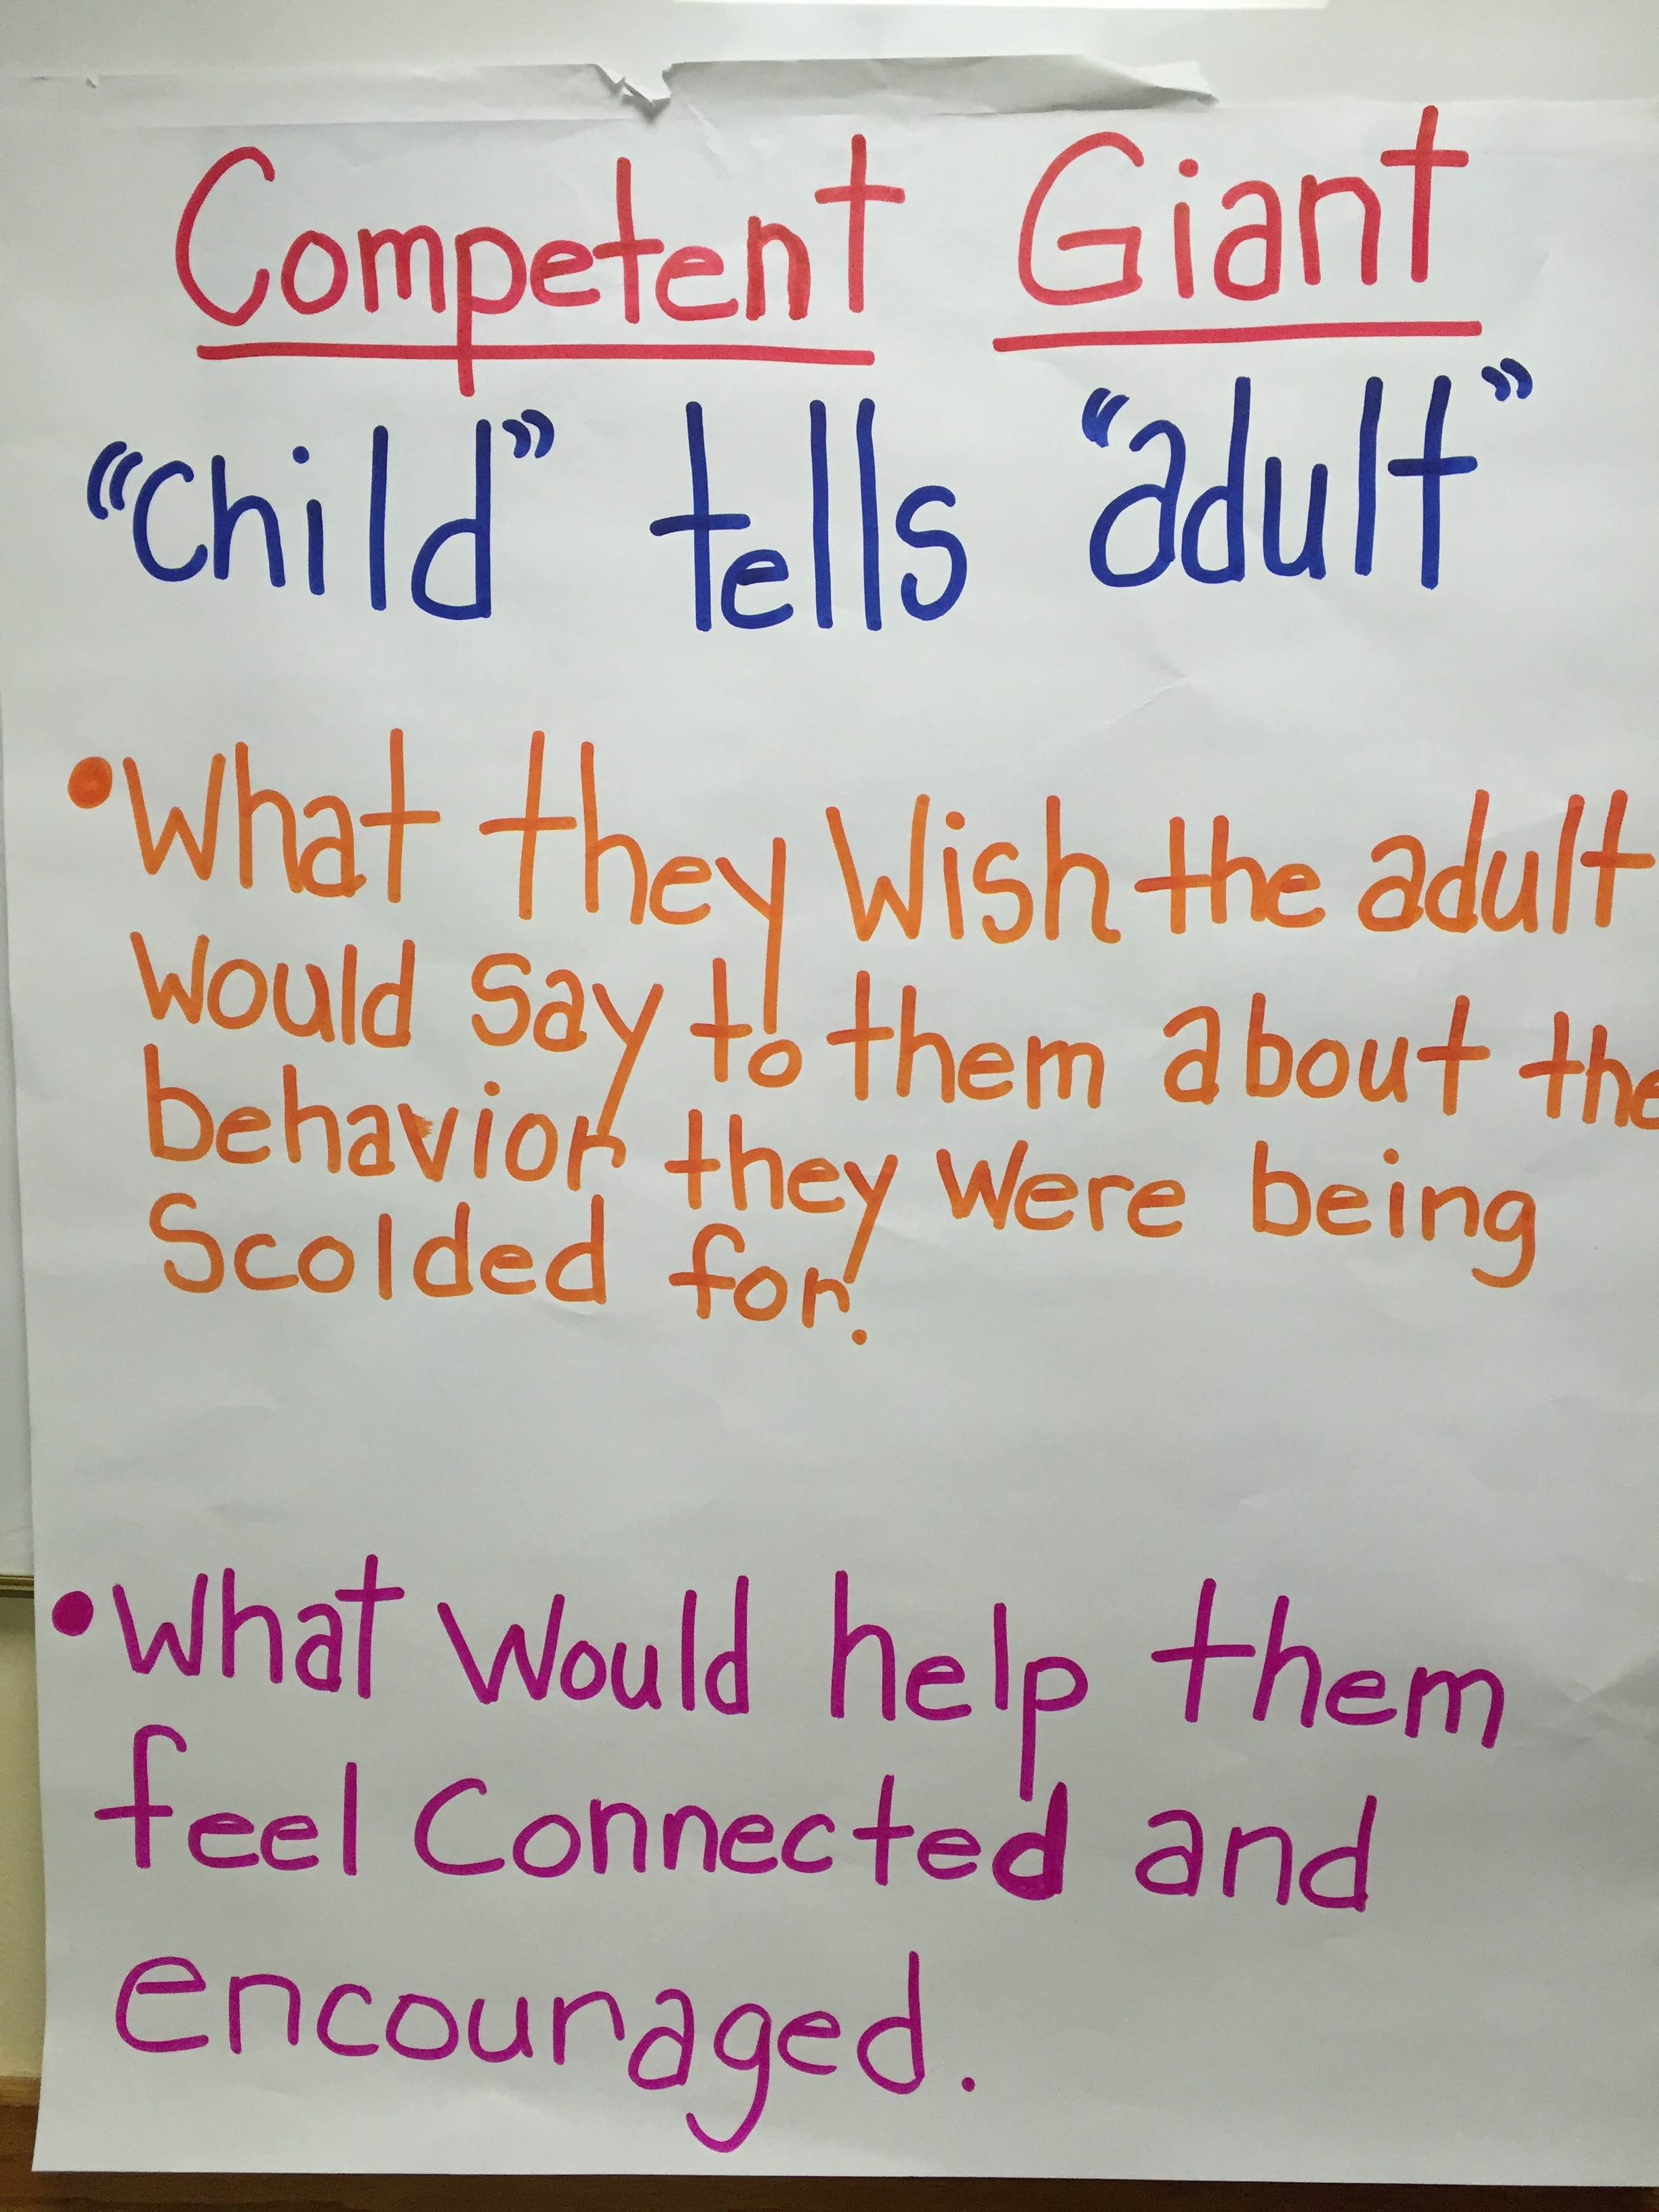 Competent Giant
"Child" tells "adult"
• What they Wish the adult
Would Say to them about the
behavior they Were being
Scolded for.
• What Would help them
feel Connected and
encouraged.